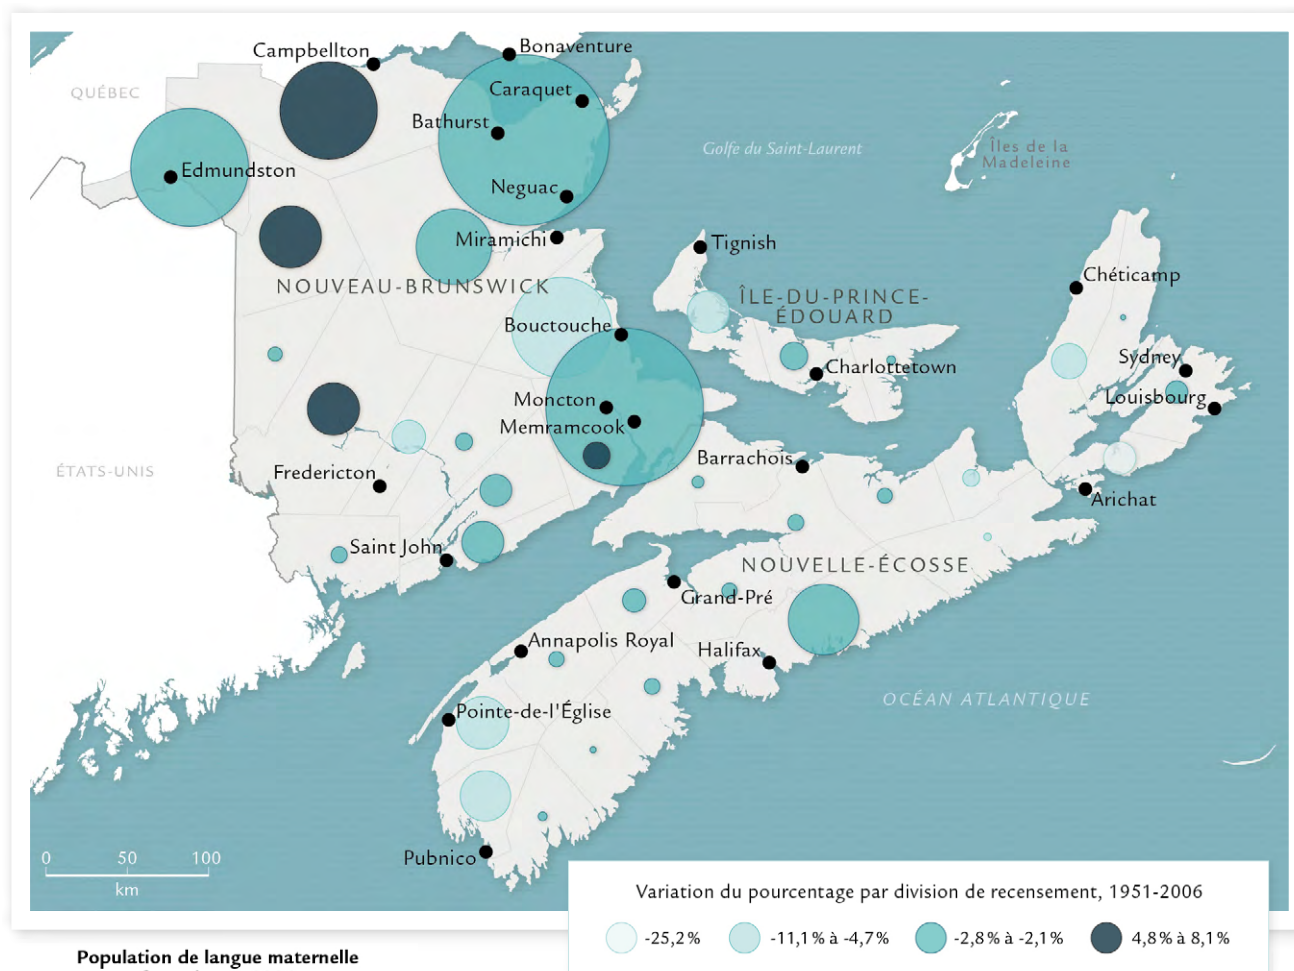 Campbellton
Bonaventure
QUÉBEC
Caraquet
Bathurst
Golfe du Saint-Laurent
Îles de la
Madeleine
Edmundston
Neguac
Miramichi
Tignish
NOUVEAU-BRUNSWICK
Chéticamp
ÎLE-DU-PRINCE-
ÉDOUARD
Bouctouche
Charlottetown
Sydney
Louisbourg
Moncton
Memramcook
ÉTATS-UNIS
Fredericton
Barrachois
Arichat
Saint John
NOUVELLE-ÉCOSSE
Grand-Pré
Annapolis Royal
Halifax
OCÉAN ATLANTIQUE
Pointe-de-l'Église
Pubnico
0 50 100
km
Variation du pourcentage par division de recensement, 1951-2006
-25,2 % -11,1 % à -4,7 % -2,8 % à -2,1 % 4,8 % à 8,1 %
Population de langue maternelle